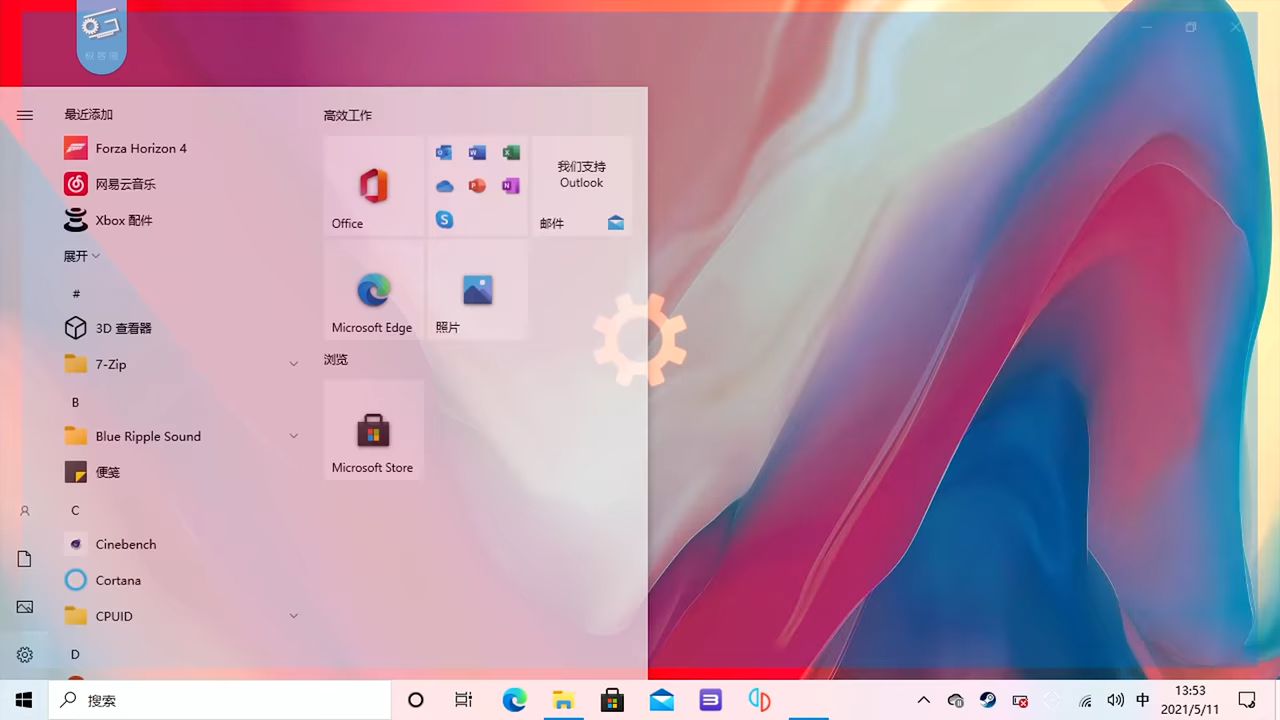 极客湾
最近添加
Forza Horizon 4
网易云音乐
Xbox 配件
展开
#
3D 查看器
7-Zip
B
Blue Ripple Sound
便笺
C
Cinebench
Cortana
CPUID
D
高效工作
Office
我们支持
Outlook
邮件
Microsoft Edge
照片
浏览
Microsoft Store
搜索
中
13:53
2021/5/11